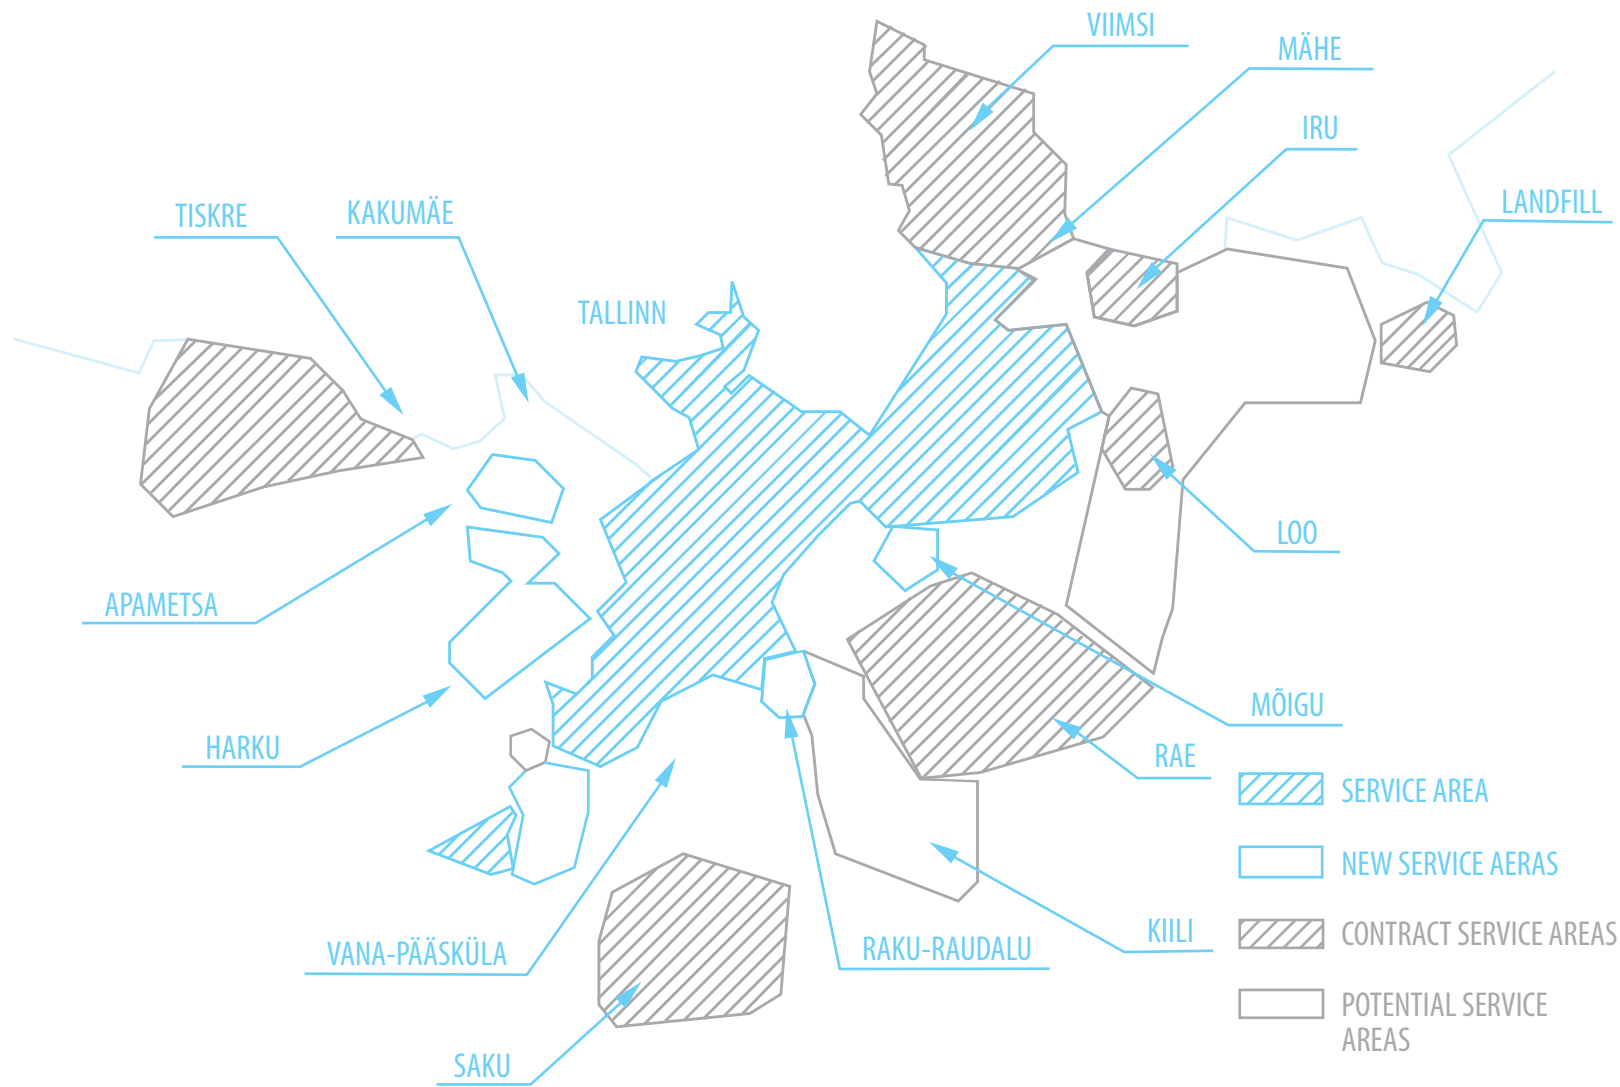 VIIMSI
MÄHE
IRU
LANDFILL
TISKRE
KAKUMÄE
TALLINN
LOO
APAMETSA
HARKU
MÕIGU
RAE
SERVICE AREA
NEW SERVICE AERAS
CONTRACT SERVICE AREAS
POTENTIAL SERVICE
AREAS
VANA-PÄÄSKÜLA
RAKU-RAUDALU
KIILI
SAKU